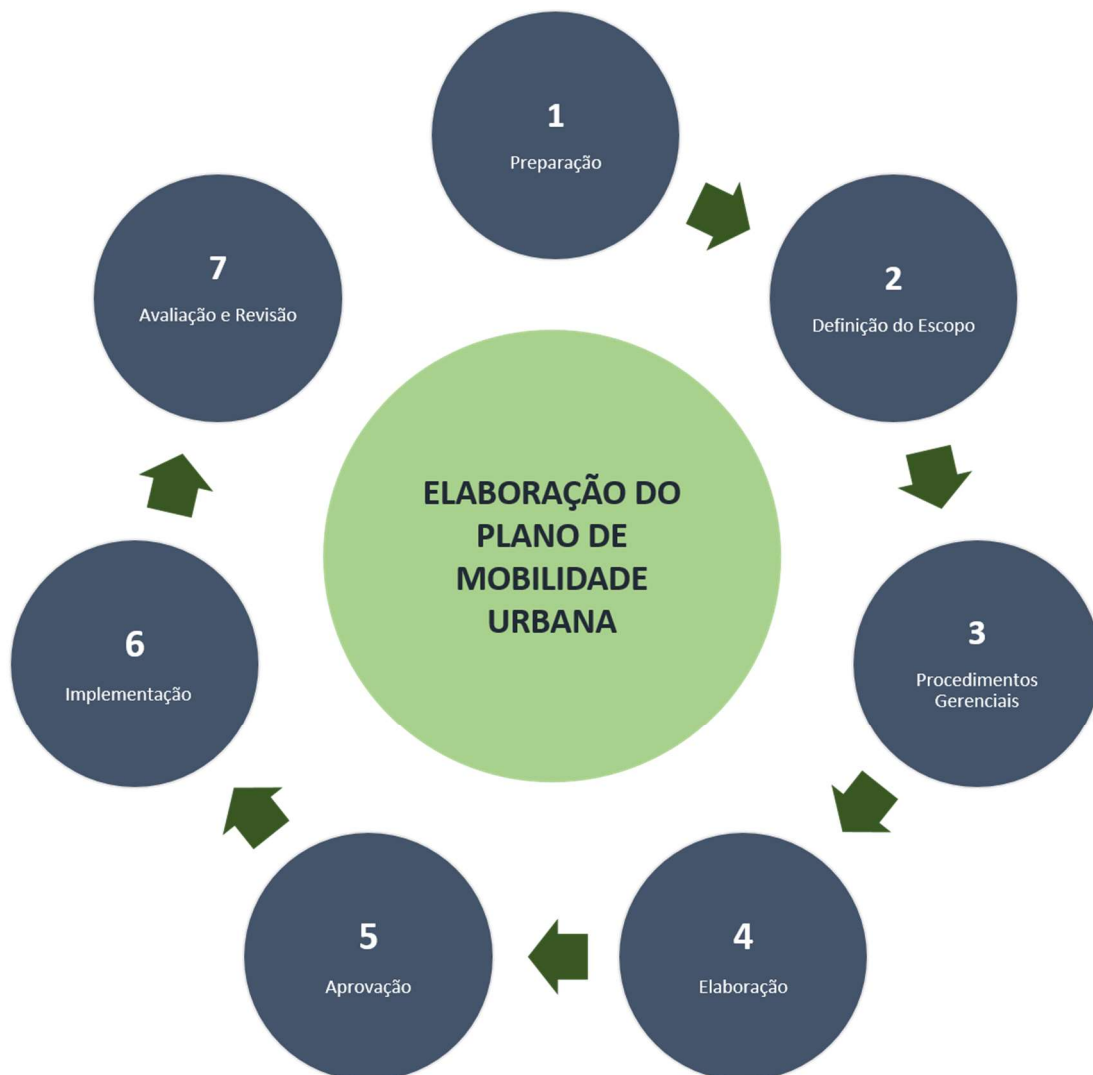 1
Preparação
2
Definição do Escopo
3
Procedimentos
Gerenciais
4
Elaboração
5
Aprovação
6
Implementação
7
Avaliação e Revisão
ELABORAÇÃO DO
PLANO DE
MOBILIDADE
URBANA